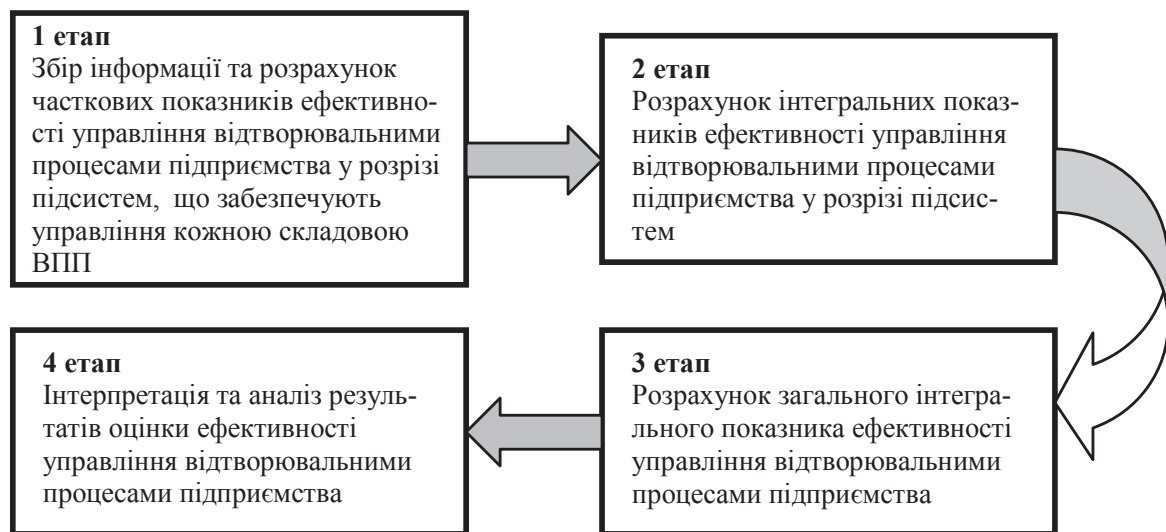 1 етап
Збір інформації та розрахунок
часткових показників ефективно-
сті управління відтворювальними
процесами підприємства у розрізі
підсистем, що забезпечують
управління кожною складовою
ВПП
2 етап
Розрахунок інтегральних показ-
ників ефективності управління
відтворювальними процесами
підприємства у розрізі підсис-
тем
3 етап
Розрахунок загального інтегра-
льного показника ефективності
управління відтворювальними
процесами підприємства
4 етап
Інтерпретація та аналіз резуль-
татів оцінки ефективності
управління відтворювальними
процесами підприємства